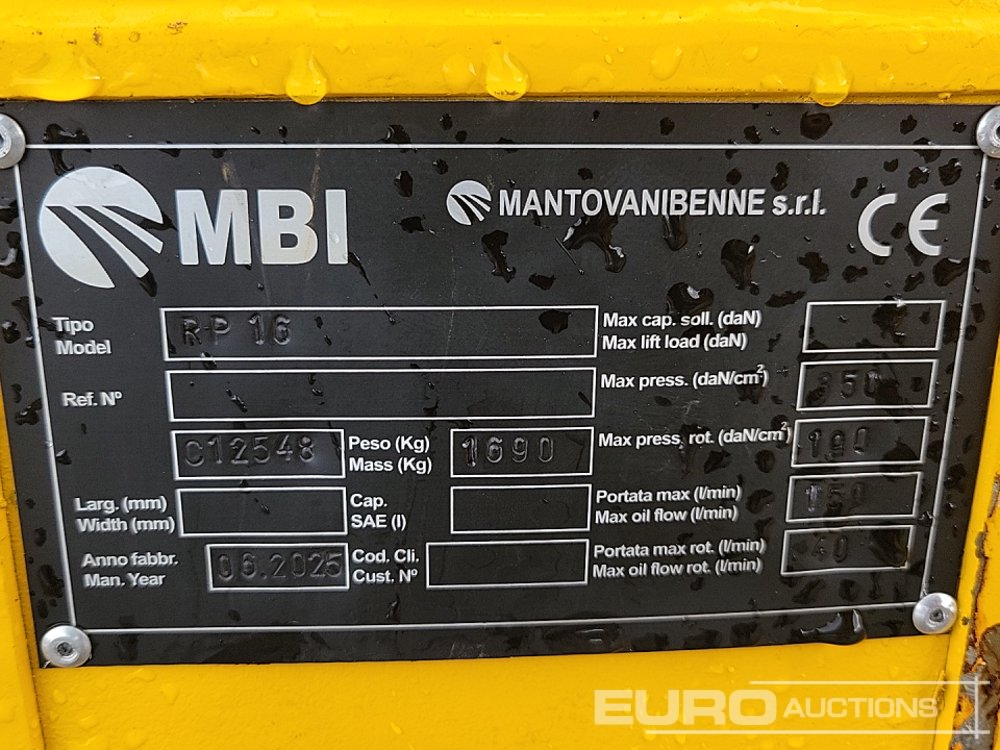 MBI MANTOVANIBENNE s.r.l. CE
Tipo
Model
RP 16
Max cap. soll. (daN)
Max lift load (daN)
Ref. Nº
Max press. (daN/cm²) 350
C12548
Peso (Kg)
Mass (Kg)
1690
Max press. rot. (daN/cm²) 190
Larg. (mm)
Width (mm)
Cap.
SAE (l)
Portata max (l/min)
Max oil flow (l/min)
150
Anno fabbr.
Man. Year
06.2025
Cod. Cli.
Cust. Nº
Portata max rot. (l/min)
Max oil flow rot. (l/min)
40
EURO AUCTIONS